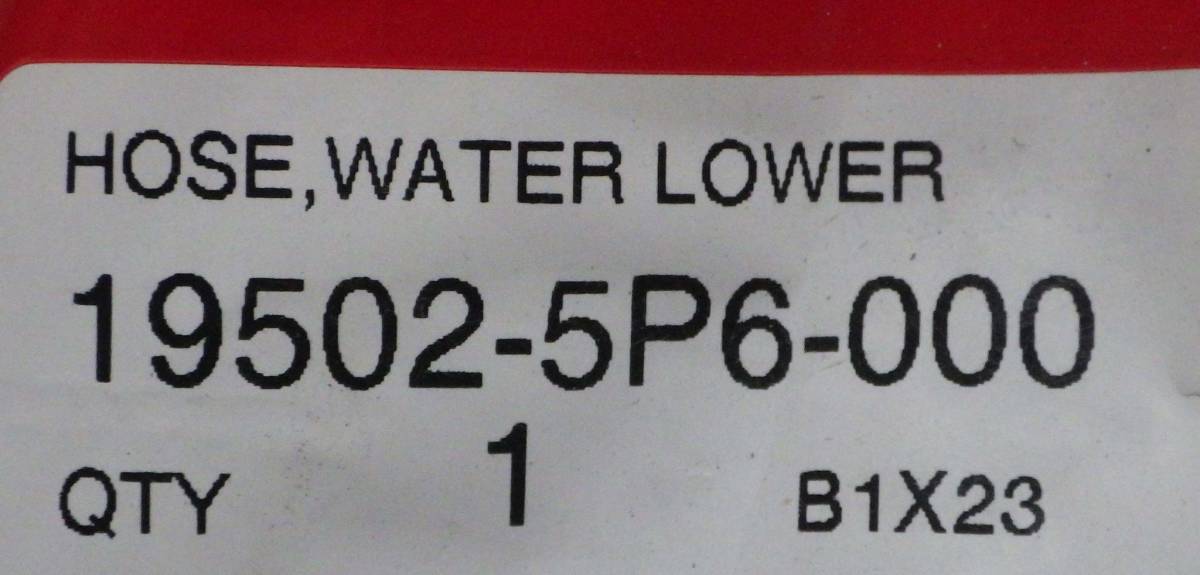 HOSE,WATER LOWER
19502-5P6-000
QTY 1 B1X23